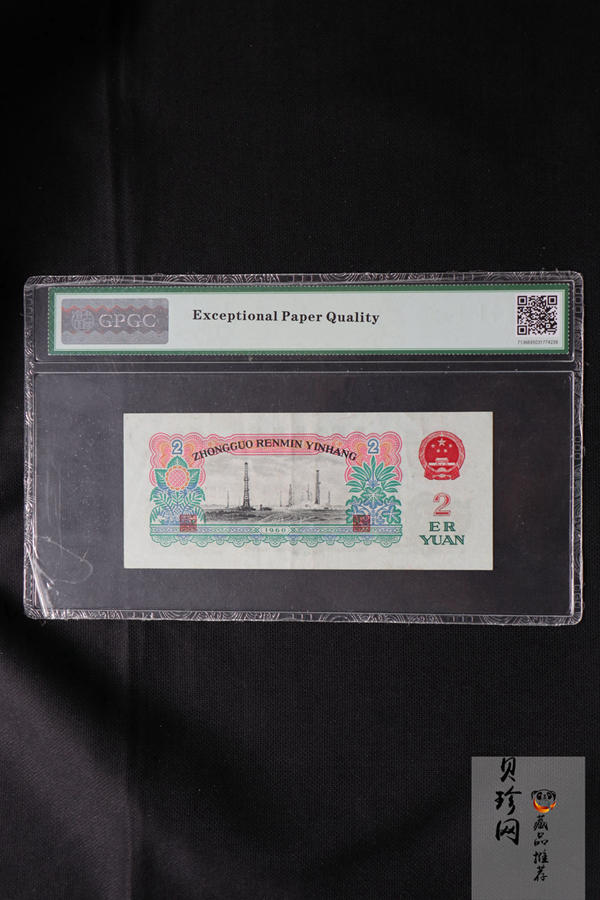 GPGC
Exceptional Paper Quality
ZHONGGUO RENMIN YINHANG
2
2
1960
2
ER
YUAN
贝珍网
藏品推荐